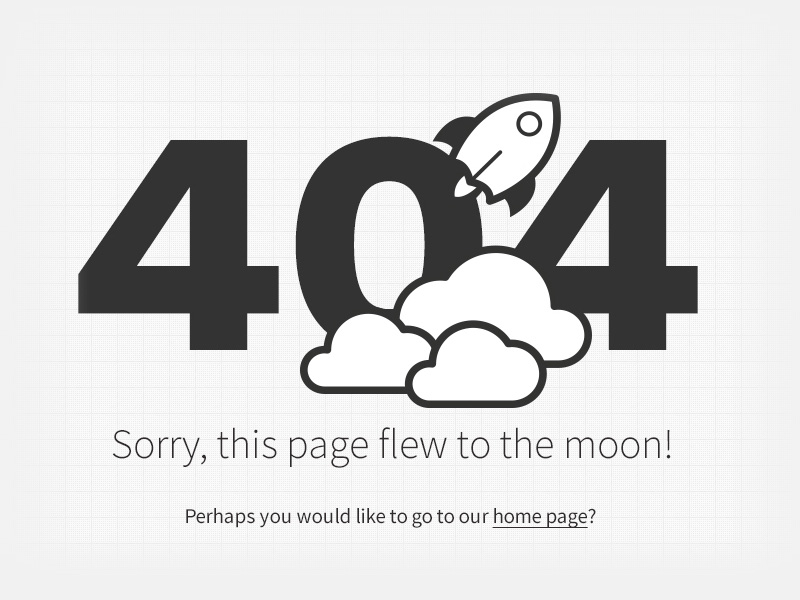 404
Sorry, this page flew to the moon!
Perhaps you would like to go to our home page?